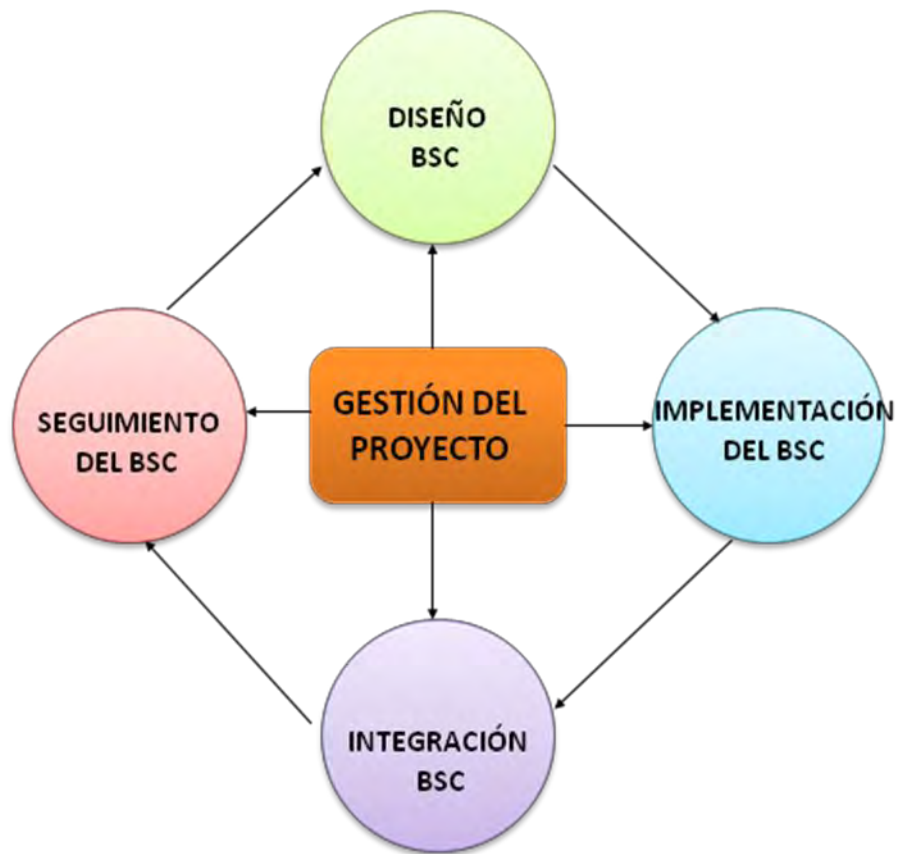 DISEÑO
BSC
GESTIÓN DEL
PROYECTO
SEGUIMIENTO
DEL BSC
IMPLEMENTACIÓN
DEL BSC
INTEGRACIÓN
BSC